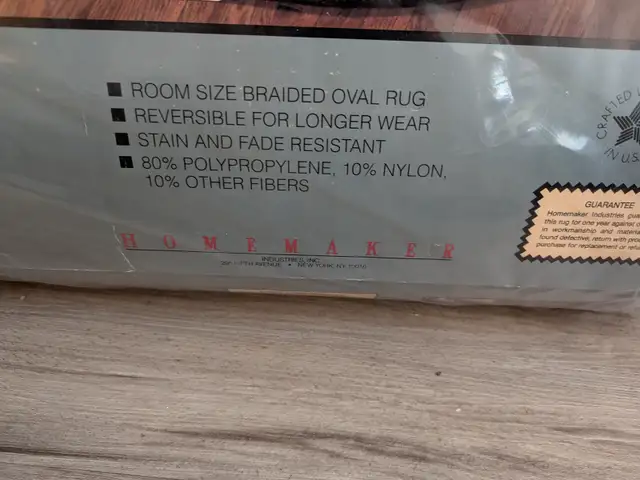 ROOM SIZE BRAIDED OVAL RUG
REVERSIBLE FOR LONGER WEAR
STAIN AND FADE RESISTANT
80% POLYPROPYLENE, 10% NYLON,
10% OTHER FIBERS
CRAFTED
IN U.S.
GUARANTEE
Homemaker Industries
this rug for one year against
in workmanship and
found defective, return with
purchase for replacement or
HOMEMAKER
INDUSTRIES, INC.
AVENUE • NEW YORK, NY